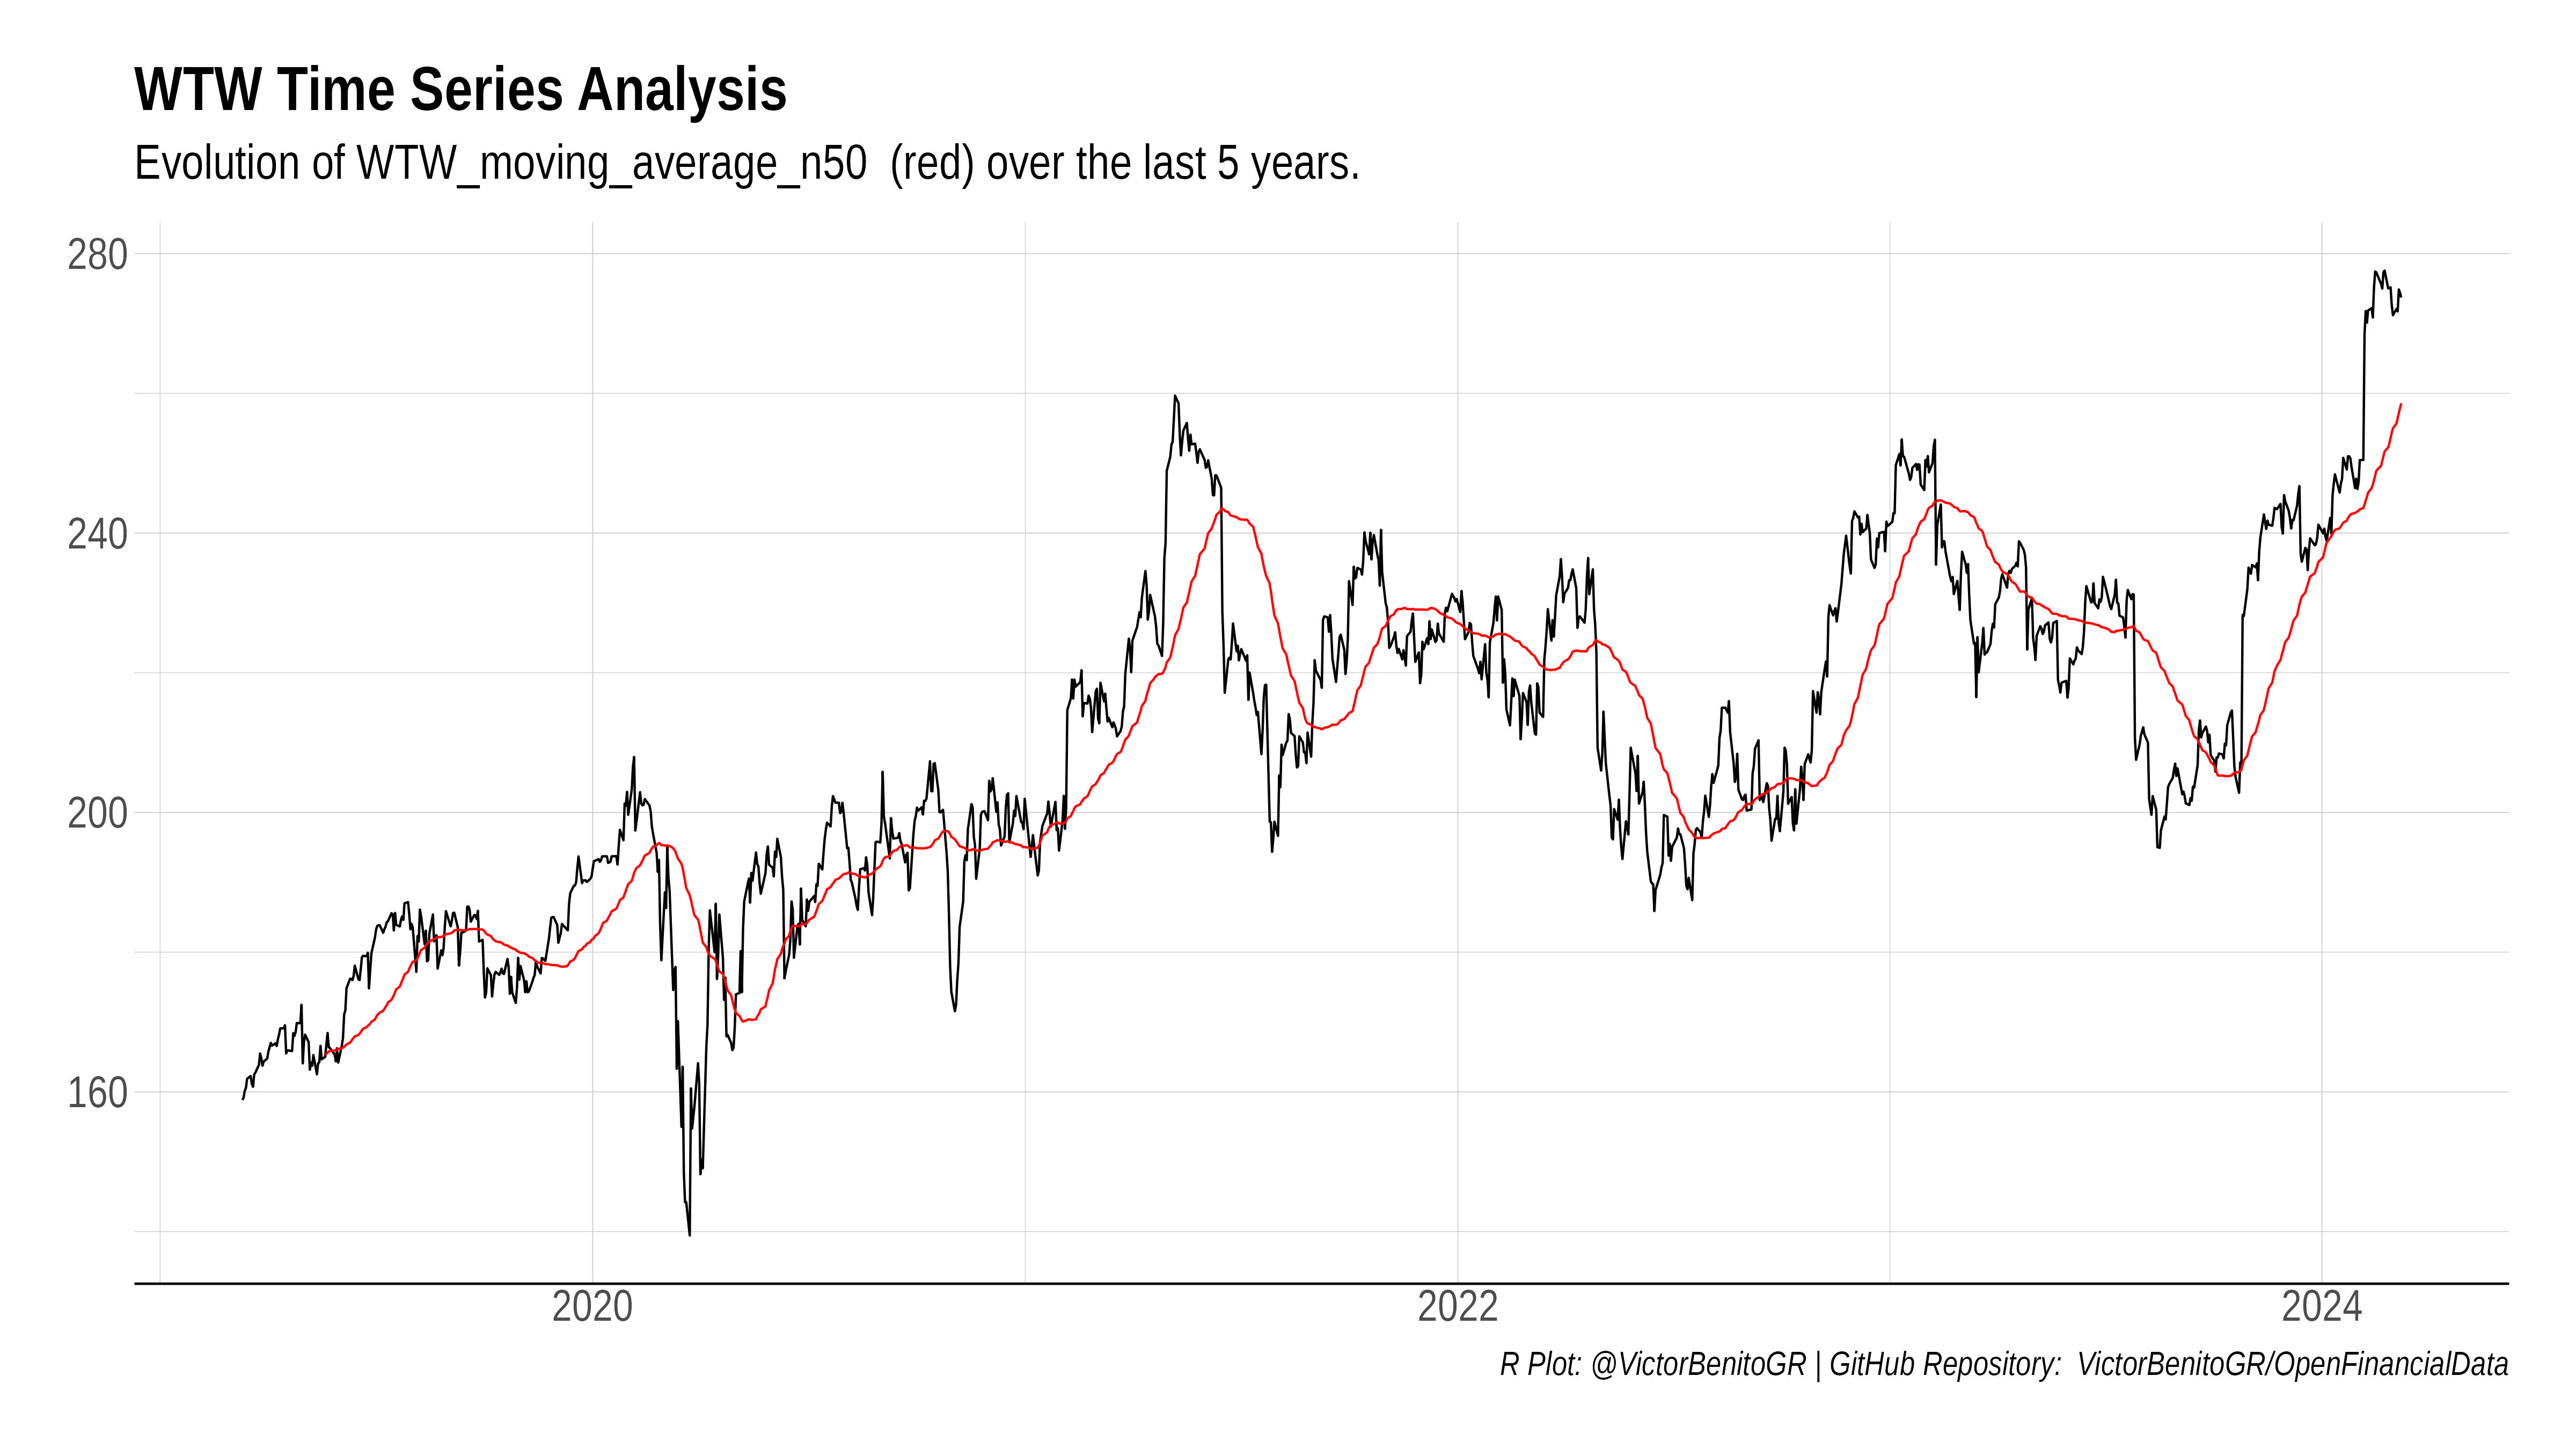 WTW Time Series Analysis
Evolution of WTW_moving_average_n50  (red) over the last 5 years.
280
240
200
160
2020 2022 2024
R Plot: @VictorBenitoGR | GitHub Repository:  VictorBenitoGR/OpenFinancialData